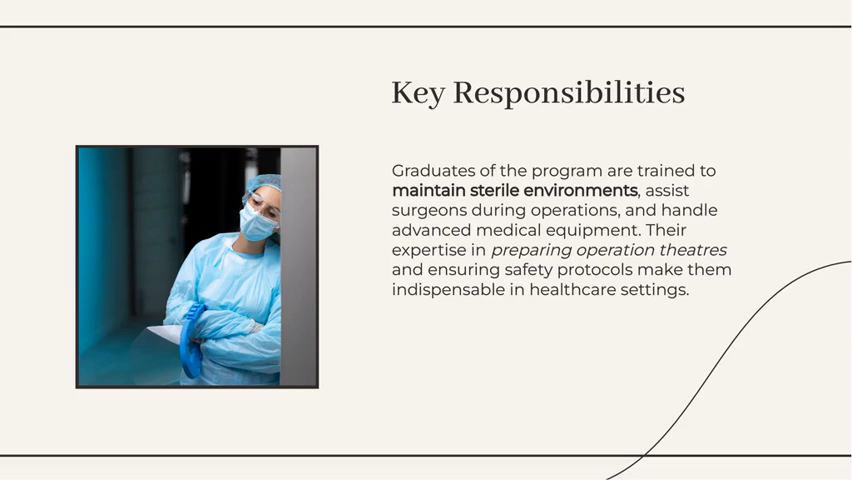 Key Responsibilities
Graduates of the program are trained to
maintain sterile environments, assist
surgeons during operations, and handle
advanced medical equipment. Their
expertise in preparing operation theatres
and ensuring safety protocols make them
indispensable in healthcare settings.